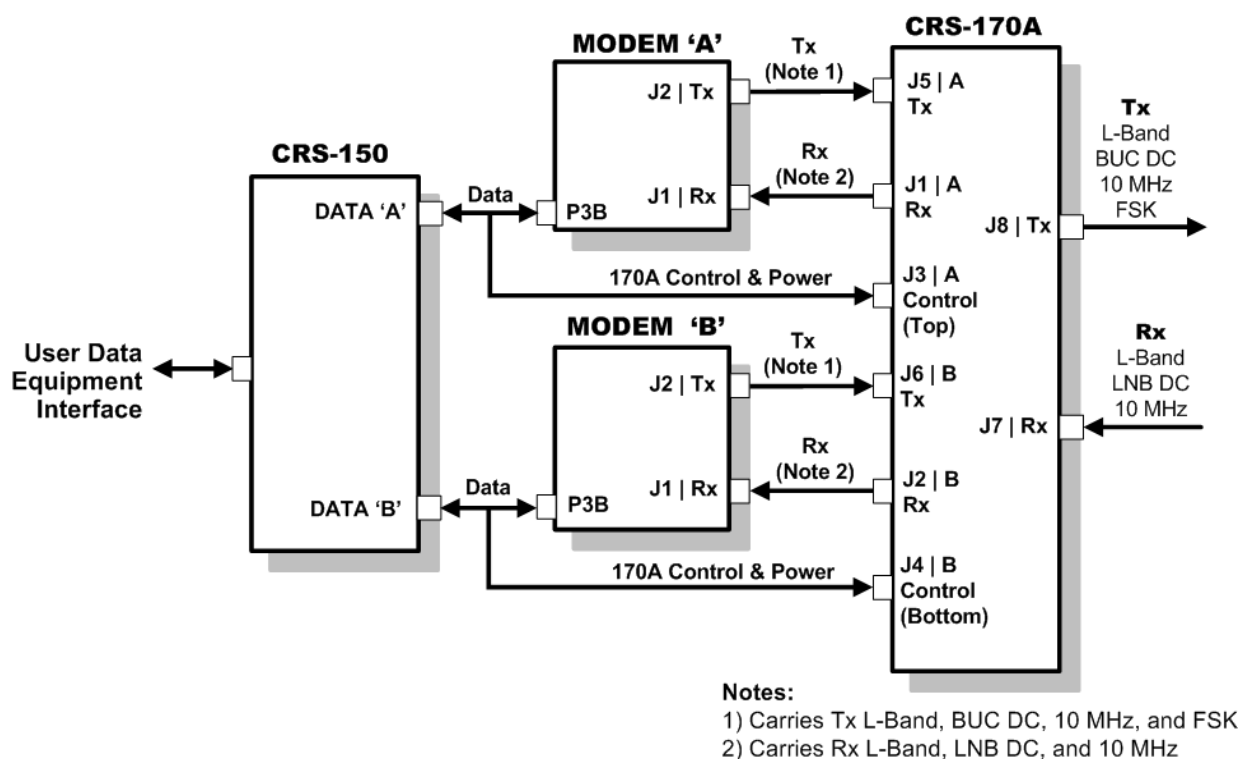 CRS-170A
MODEM ‘A’
Tx
(Note 1)
J2 | Tx
J5 | A
Tx
Tx
L-Band
BUC DC
10 MHz
FSK
CRS-150
Rx
(Note 2)
DATA ‘A’
Data
P3B
J1 | Rx
J1 | A
Rx
J8 | Tx
170A Control & Power
J3 | A
Control
(Top)
MODEM ‘B’
User Data
Equipment
Interface
Tx
(Note 1)
J2 | Tx
J6 | B
Tx
Rx
L-Band
LNB DC
10 MHz
J7 | Rx
Rx
(Note 2)
DATA ‘B’
Data
P3B
J1 | Rx
J2 | B
Rx
170A Control & Power
J4 | B
Control
(Bottom)
Notes:
1) Carries Tx L-Band, BUC DC, 10 MHz, and FSK
2) Carries Rx L-Band, LNB DC, and 10 MHz